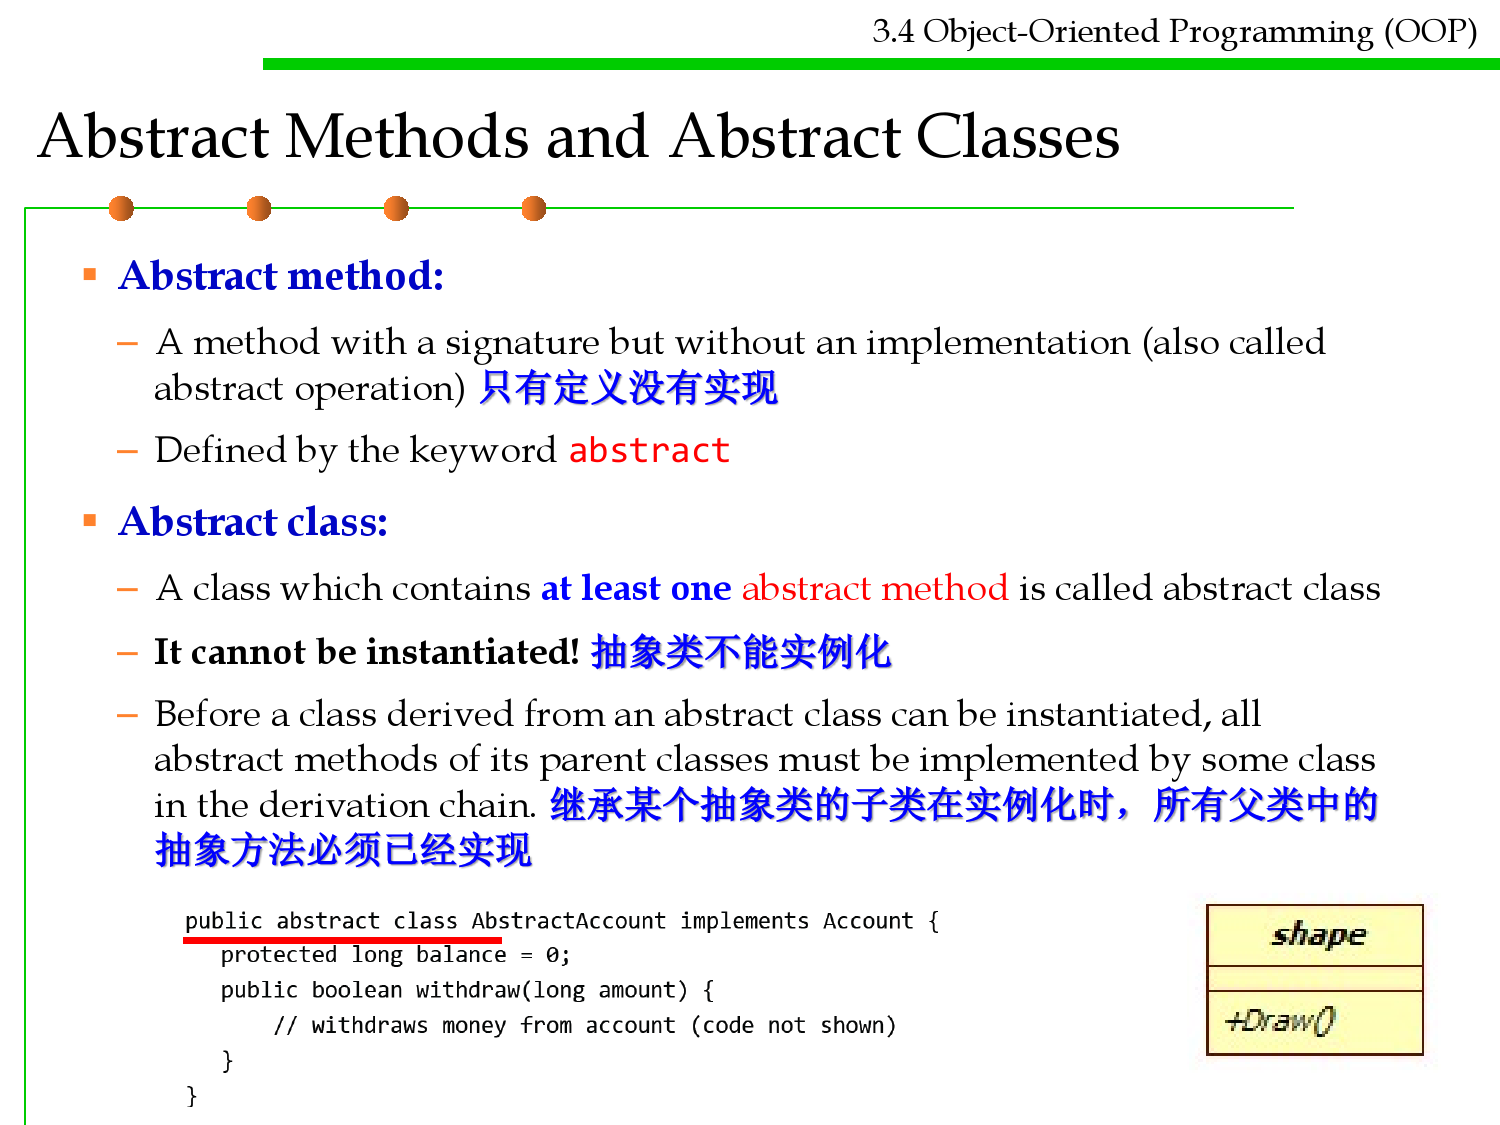 3.4 Object-Oriented Programming (OOP)
Abstract Methods and Abstract Classes
Abstract method:
– A method with a signature but without an implementation (also called
abstract operation) 只有定义没有实现
– Defined by the keyword abstract
Abstract class:
– A class which contains at least one abstract method is called abstract class
– It cannot be instantiated! 抽象类不能实例化
– Before a class derived from an abstract class can be instantiated, all
abstract methods of its parent classes must be implemented by some class
in the derivation chain. 继承某个抽象类的子类在实例化时，所有父类中的
抽象方法必须已经实现
public abstract class AbstractAccount implements Account {
protected long balance = 0;
public boolean withdraw(long amount) {
// withdraws money from account (code not shown)
}
}
shape
+Draw()